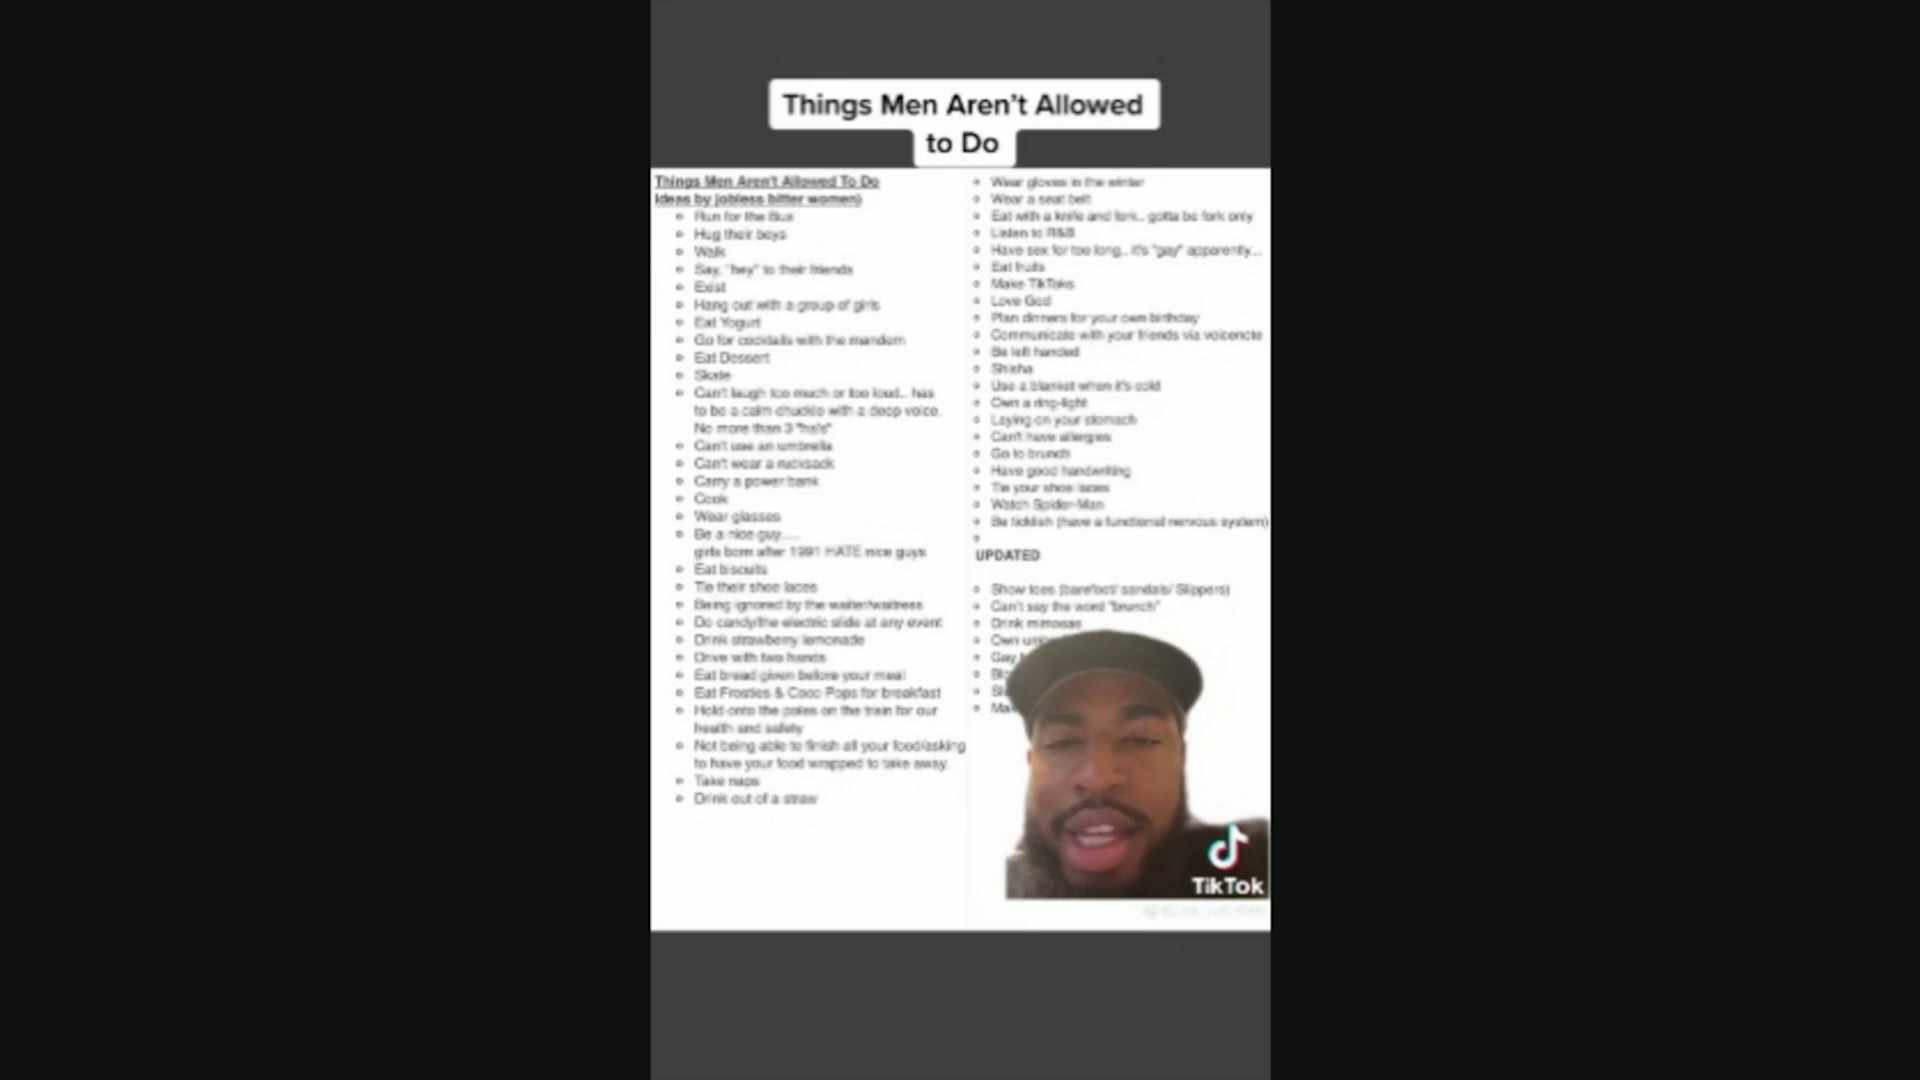 Things Men Aren't Allowed
to Do
Things Men Aren't Allowed To Do
Ideas by jobless bitter women)
Run for the Bus
Hug their boys
Walk
Say, "hey" to their friends
Exist
Hang out with a group of girls
Eat Yogurt
Go for cocktails with the mandem
Eat Dessert
Skate
Can't laugh too much or too loud.. has
to be a calm chuckle with a deep voice.
No more than 3 "ha's"
Can't use an umbrella
Can't wear a rucksack
Carry a power bank
Cook
Wear glasses
Be a nice guy.....
girls born after 1991 HATE nice guys
Eat biscuits
Tie their shoe laces
Being ignored by the waiter/waitress
Do candy/the electric slide at any event
Drink strawberry lemonade
Drive with two hands
Eat bread given before your meal
Eat Frosties & Coco Pops for breakfast
Hold onto the poles on the train for our
health and safety
Not being able to finish all your food/asking
to have your food wrapped to take away.
Take naps
Drink out of a straw
Wear gloves in the winter
Wear a seat belt
Eat with a knife and fork.. gotta be fork only
Listen to R&B
Have sex for too long.. it's "gay" apparently...
Eat fruits
Make TikToks
Love God
Plan dinners for your own birthday
Communicate with your friends via voicenote
Be left handed
Shisha
Use a blanket when it's cold
Own a ring-light
Laying on your stomach
Can't have allergies
Go to brunch
Have good handwriting
Tie your shoe laces
Watch Spider-Man
Be ticklish (have a functional nervous system)
UPDATED
Show toes (barefoot/ sandals/ Slippers)
Can't say the word "brunch"
Drink mimosas
Own
Gay
TikTok